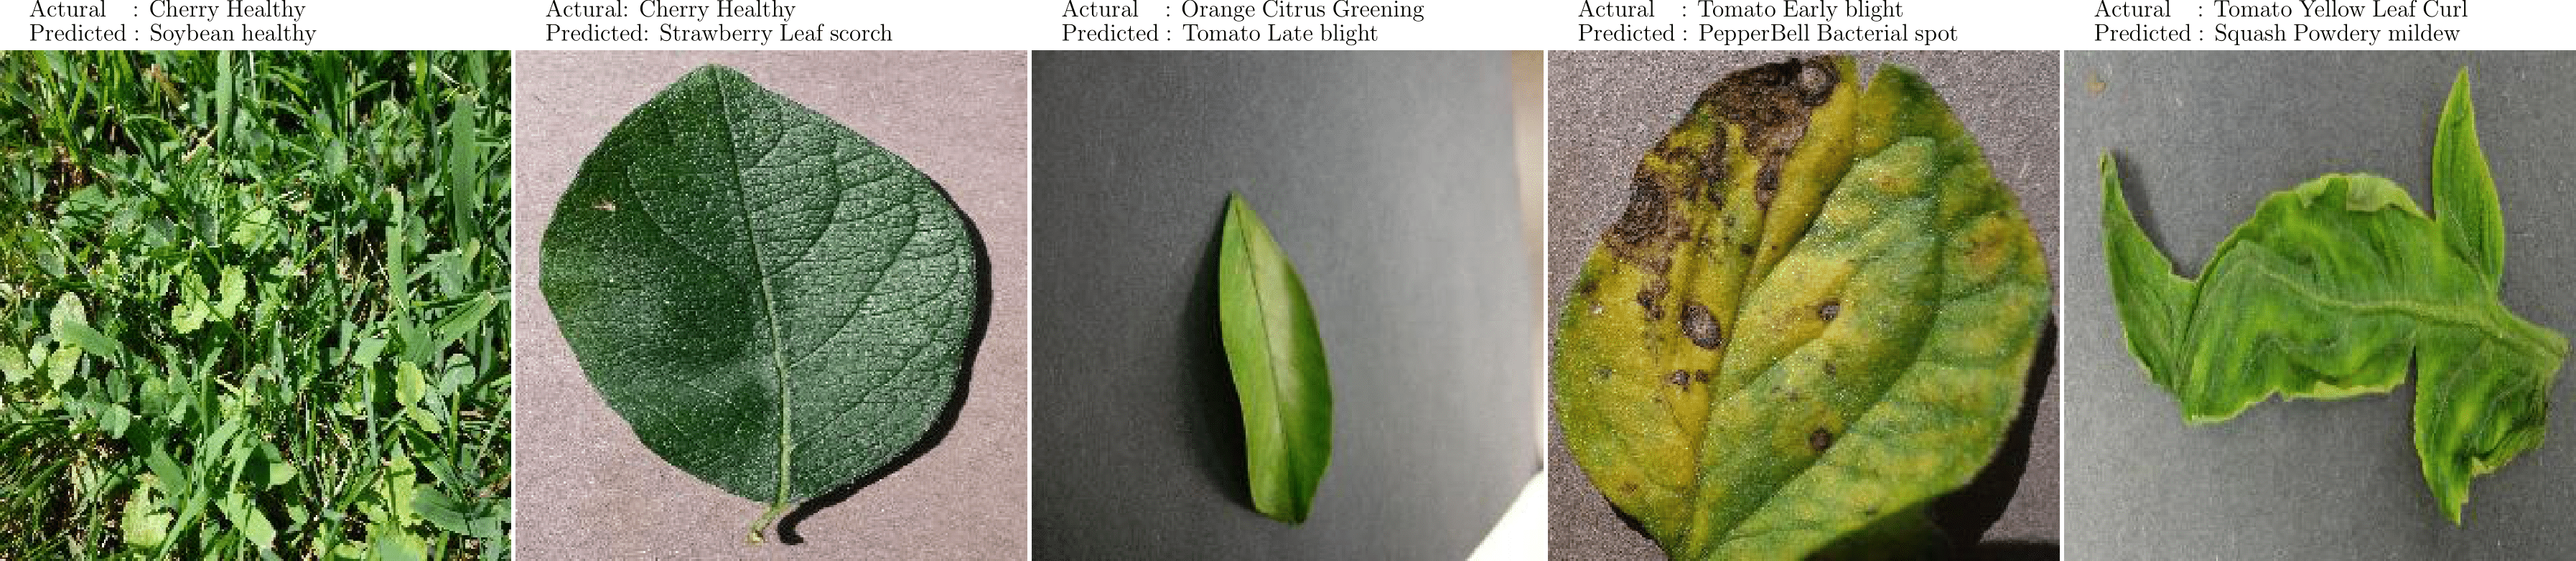 Actural : Cherry Healthy
Predicted : Soybean healthy
Actural: Cherry Healthy
Predicted: Strawberry Leaf scorch
Actural : Orange Citrus Greening
Predicted : Tomato Late blight
Actural : Tomato Early blight
Predicted : PepperBell Bacterial spot
Actural : Tomato Yellow Leaf Curl
Predicted : Squash Powdery mildew